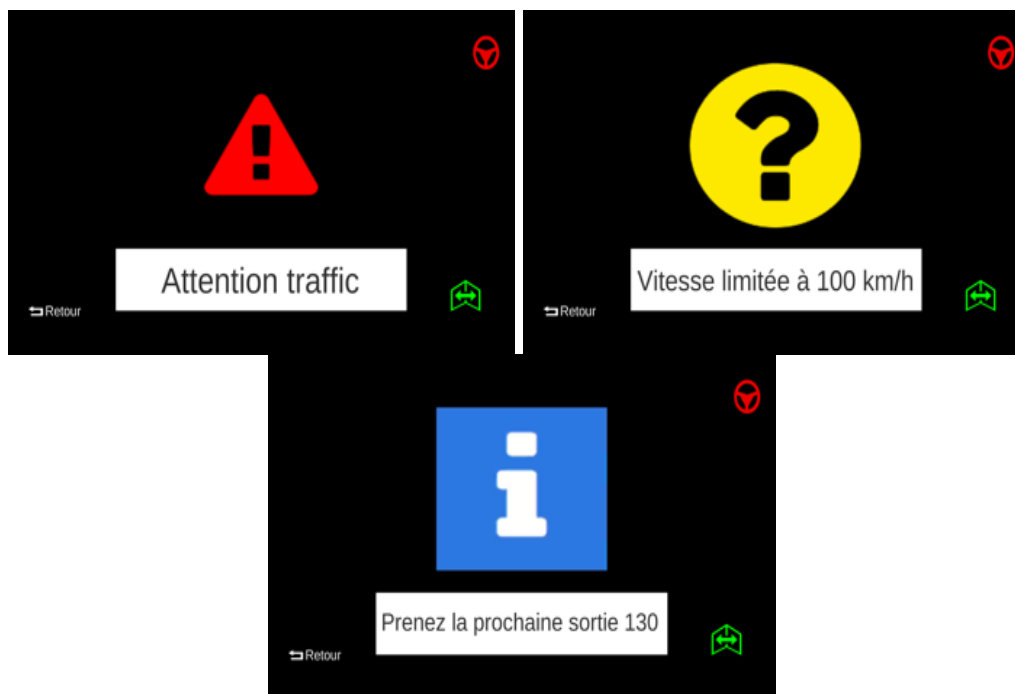 Attention traffic
Retour
Vitesse limitée à 100 km/h
Retour
Prenez la prochaine sortie 130
Retour